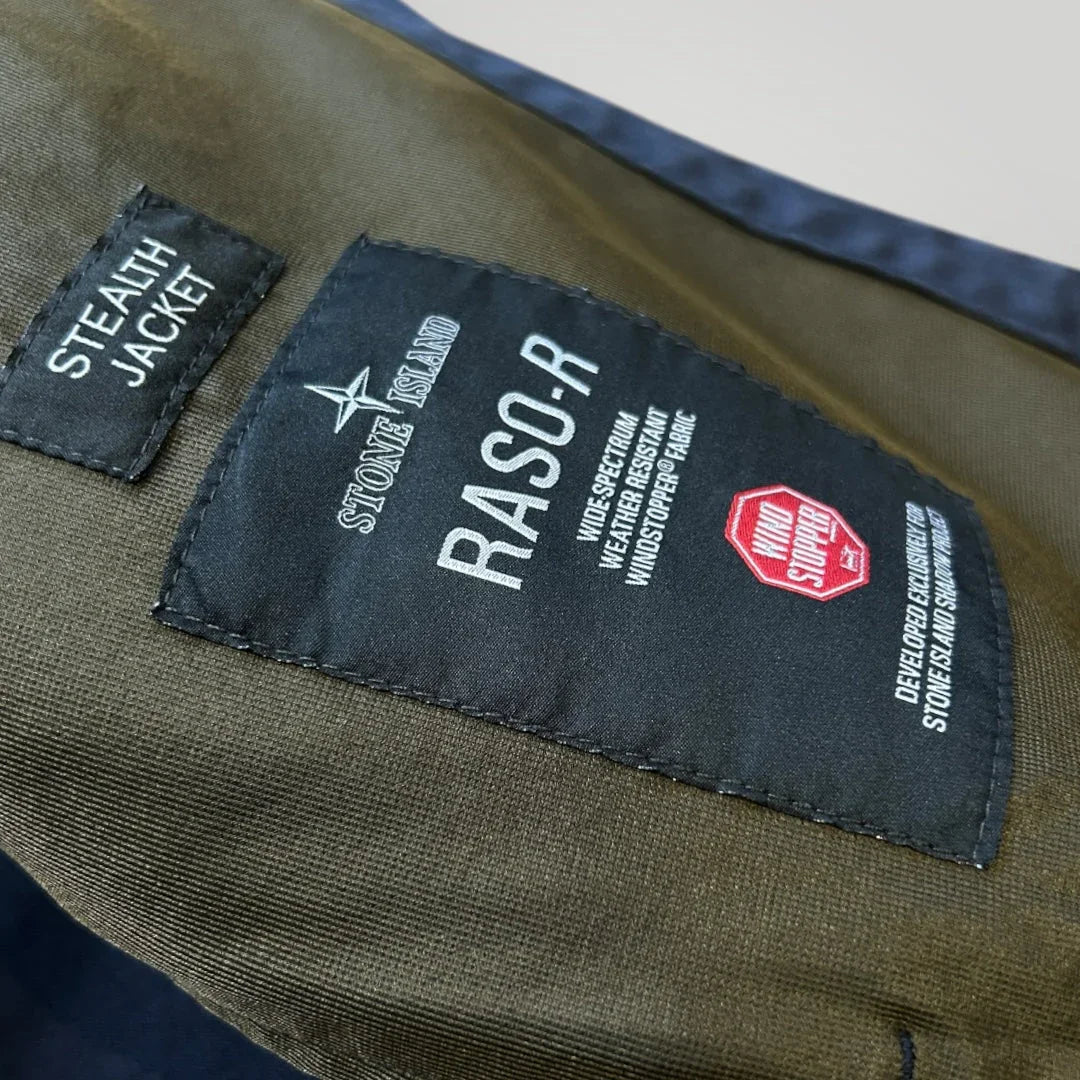 STEALTH
JACKET
STONE ISLAND
RASO-R
WIDE-SPECTRUM
WEATHER RESISTANT
WINDSTOPPER® FABRIC
WIND
STOPPER
DEVELOPED EXCLUSIVELY FOR
STONE ISLAND SHADOW PROJECT